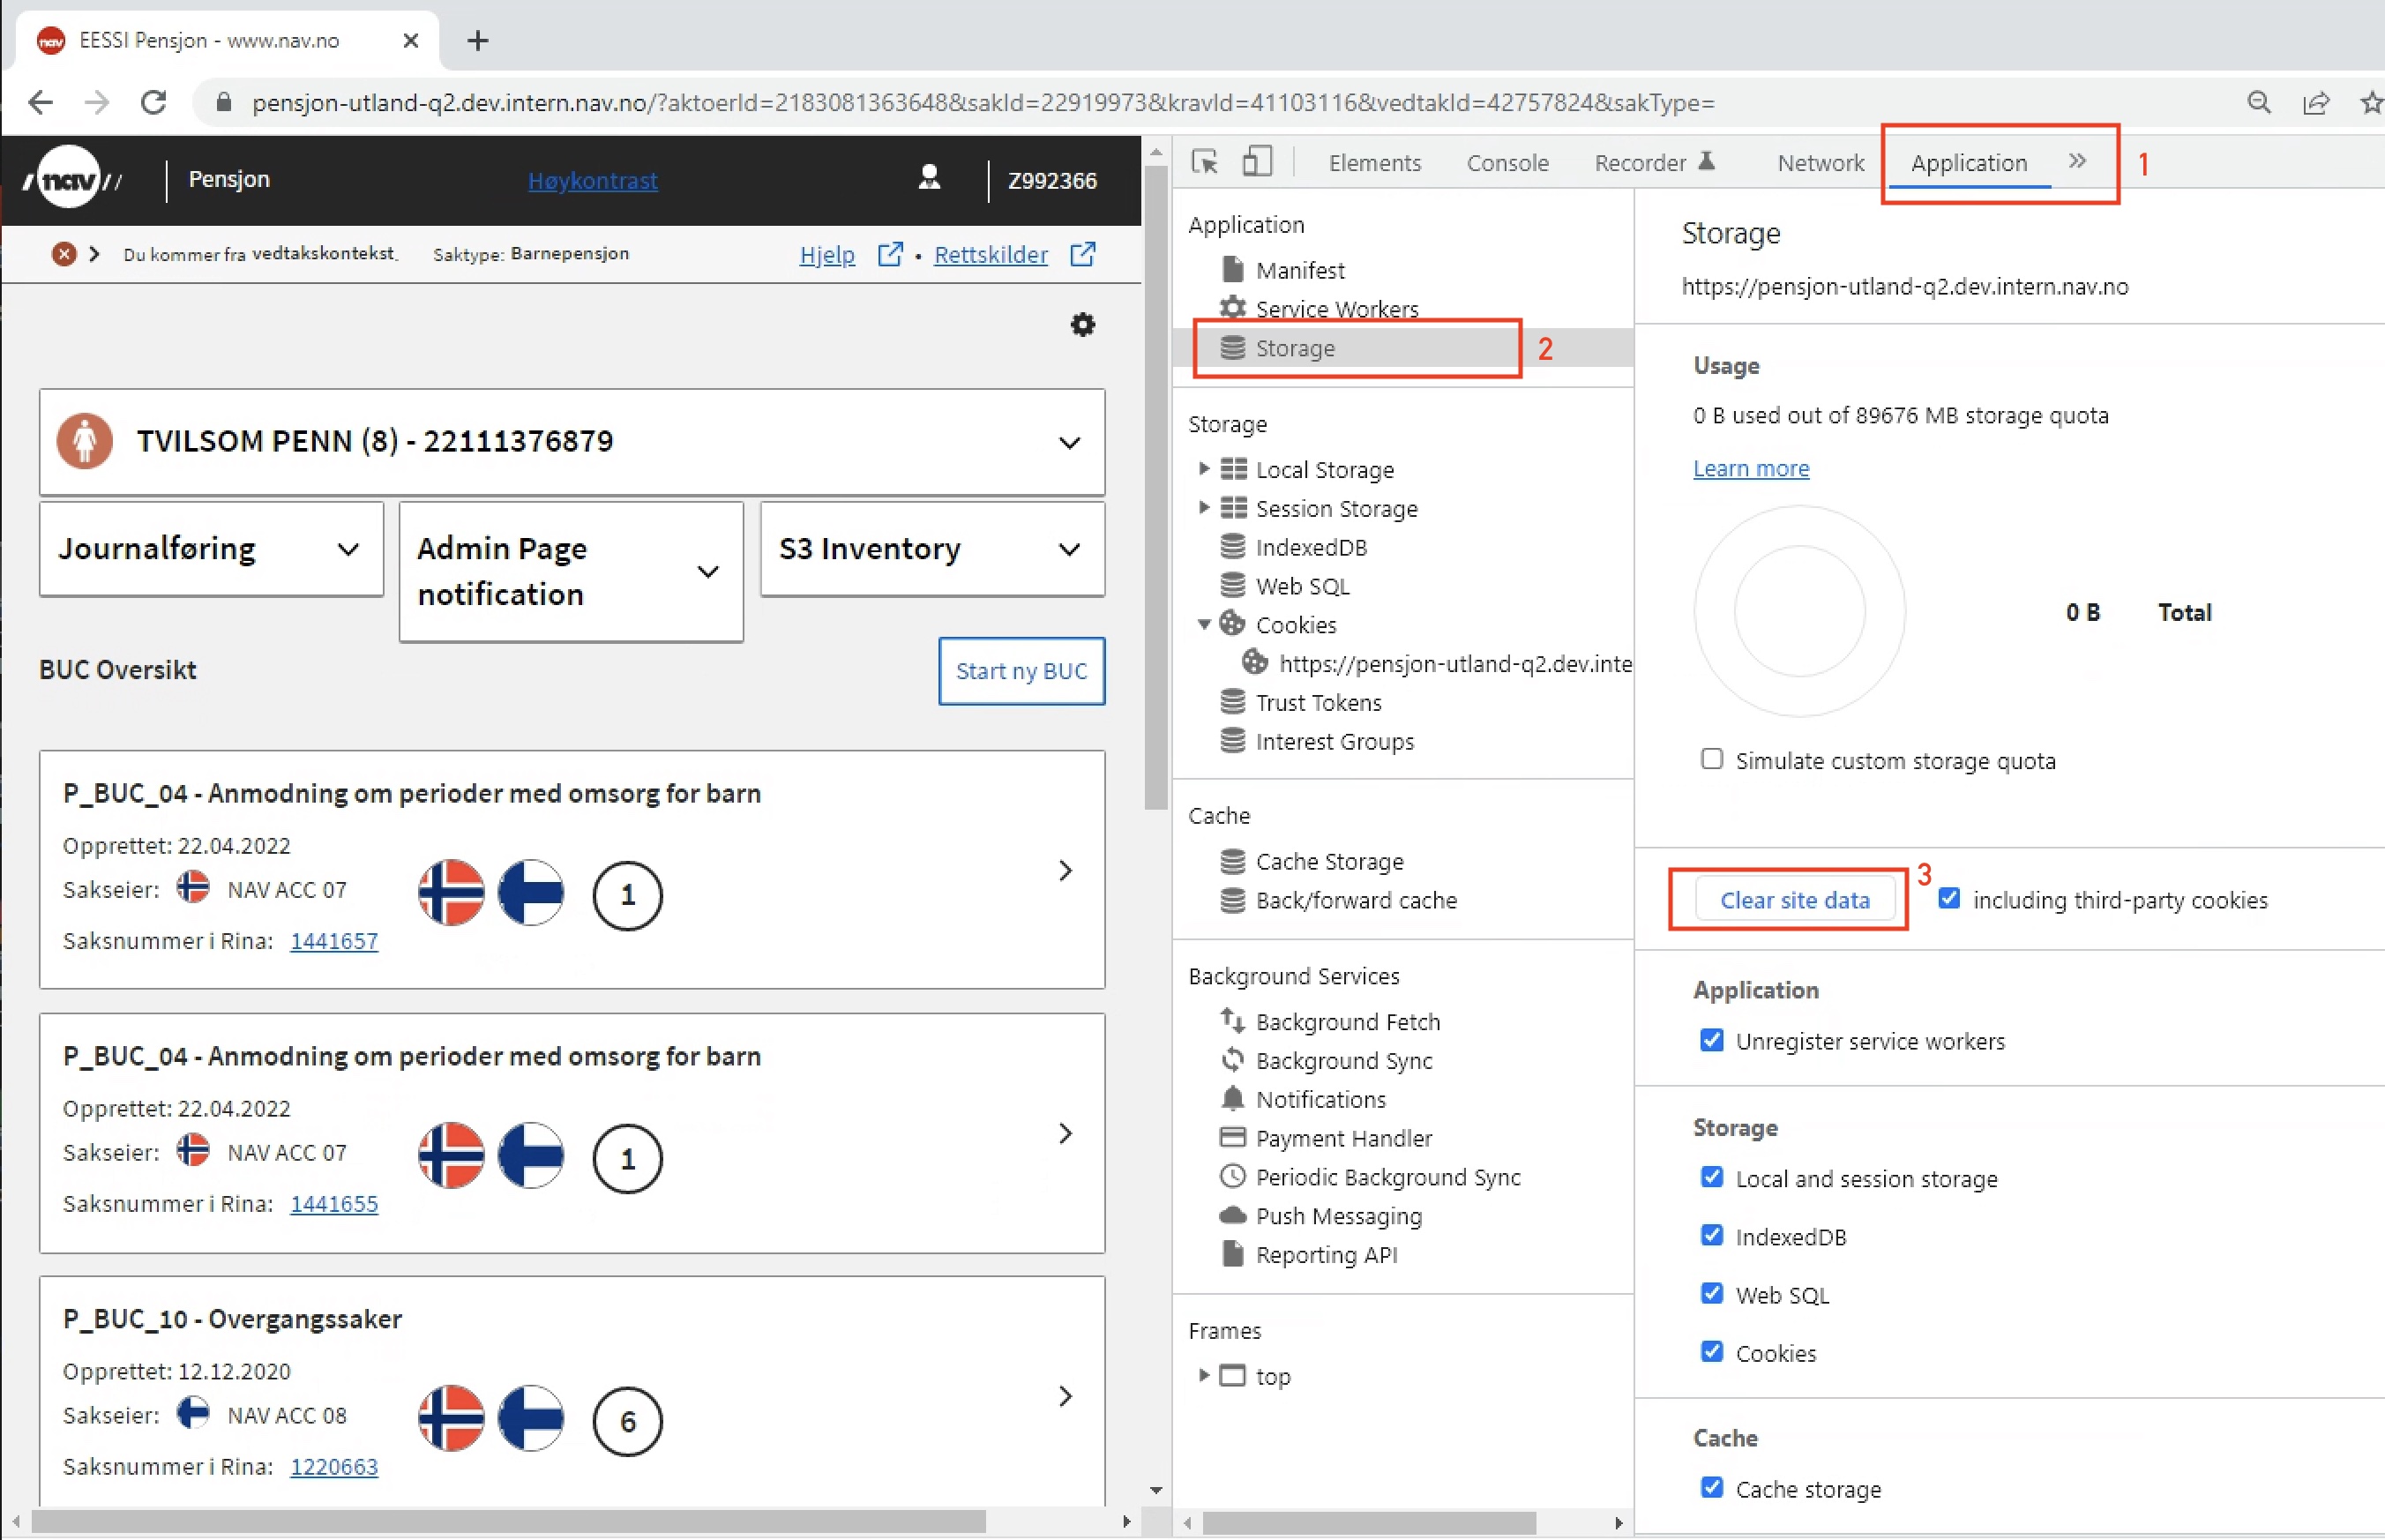 nav EESSI Pensjon - www.nav.no
pensjon-utland-q2.dev.intern.nav.no/?aktoerId=2183081363648&sakId=22919973&kravId=41103116&vedtakId=42757824&sakType=
nav Pensjon Høykontrast Z992366
Du kommer fra vedtakskontekst. Saktype: Barnepensjon Hjelp • Rettskilder
TVILSOM PENN (8) - 22111376879
Journalføring
Admin Page
notification
S3 Inventory
BUC Oversikt
Start ny BUC
P_BUC_04 - Anmodning om perioder med omsorg for barn
Opprettet: 22.04.2022
Sakseier: NAV ACC 07
1
Saksnummer i Rina: 1441657
P_BUC_04 - Anmodning om perioder med omsorg for barn
Opprettet: 22.04.2022
Sakseier: NAV ACC 07
1
Saksnummer i Rina: 1441655
P_BUC_10 - Overgangssaker
Opprettet: 12.12.2020
Sakseier: NAV ACC 08
6
Saksnummer i Rina: 1220663
Elements Console Recorder Network Application » 1
Application
Manifest
Service Workers
Storage 2
Storage
Local Storage
Session Storage
IndexedDB
Web SQL
Cookies
https://pensjon-utland-q2.dev.inte
Trust Tokens
Interest Groups
Cache
Cache Storage
Back/forward cache
Background Services
Background Fetch
Background Sync
Notifications
Payment Handler
Periodic Background Sync
Push Messaging
Reporting API
Frames
top
Storage
https://pensjon-utland-q2.dev.intern.nav.no
Usage
0 B used out of 89676 MB storage quota
Learn more
0 B Total
Simulate custom storage quota
Clear site data 3 including third-party cookies
Application
Unregister service workers
Storage
Local and session storage
IndexedDB
Web SQL
Cookies
Cache
Cache storage